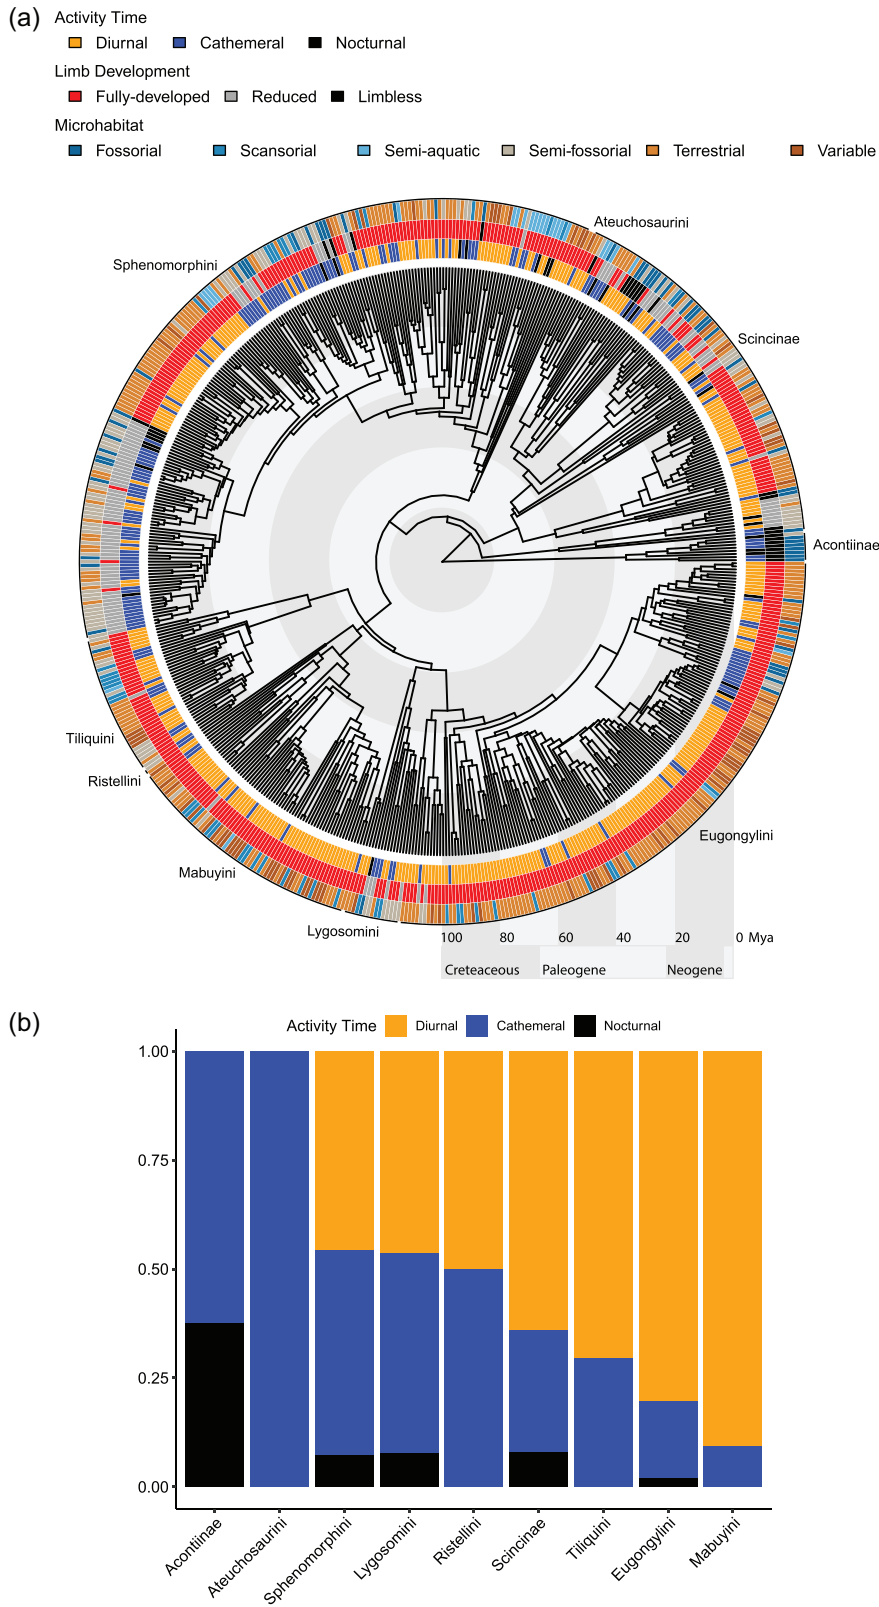 (a)
Activity Time
Diurnal Cathemeral Nocturnal
Limb Development
Fully-developed Reduced Limbless
Microhabitat
Fossorial Scansorial Semi-aquatic Semi-fossorial Terrestrial Variable
Ateuchosaurini
Sphenomorphini
Scincinae
Acontiinae
Tiliquini
Ristellini
Eugongylini
Mabuyini
Lygosomini
100 80 60 40 20 0 Mya
Creteaceous Paleogene Neogene
(b)
Activity Time Diurnal Cathemeral Nocturnal
1.00
0.75
0.50
0.25
0.00
Acontiinae
Ateuchosaurini
Sphenomorphini
Lygosomini
Ristellini
Scincinae
Tiliquini
Eugongylini
Mabuyini